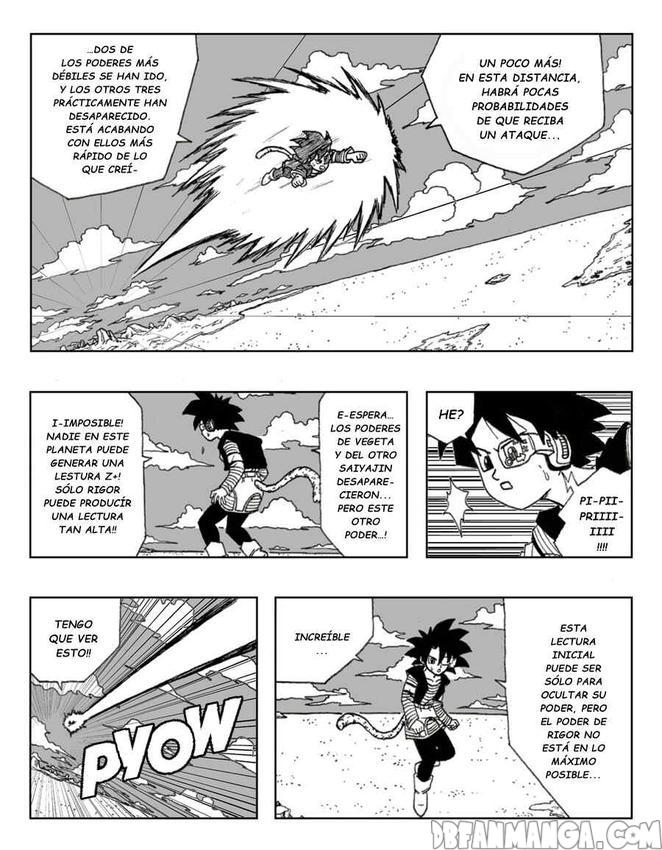 UN POCO MÁS!
EN ESTA DISTANCIA,
HABRÁ POCAS
PROBABILIDADES
DE QUE RECIBA
UN ATAQUE...
...DOS DE
LOS PODERES MÁS
DÉBILES SE HAN IDO,
Y LOS OTROS TRES
PRÁCTICAMENTE HAN
DESAPARECIDO.
ESTÁ ACABANDO
CON ELLOS MÁS
RÁPIDO DE LO
QUE CREÍ-
HE?
PI-PII-
PRIIII-
IIII
!!!!
E-ESPERA...
LOS PODERES
DE VEGETA
Y DEL OTRO
SAIYAJIN
DESAPARE-
CIERON...
PERO ESTE
OTRO
PODER...!
I-IMPOSIBLE!
NADIE EN ESTE
PLANETA PUEDE
GENERAR UNA
LESTURA Z+!
SÓLO RIGOR
PUEDE PRODUCÍR
UNA LECTURA
TAN ALTA!!
ESTA
LECTURA
INICIAL
PUEDE SER
SÓLO PARA
OCULTAR SU
PODER, PERO
EL PODER DE
RIGOR NO
ESTÁ EN LO
MÁXIMO
POSIBLE...
INCREÍBLE
...
TENGO
QUE VER
ESTO!!
PYOW
DBFANMANGA.COM